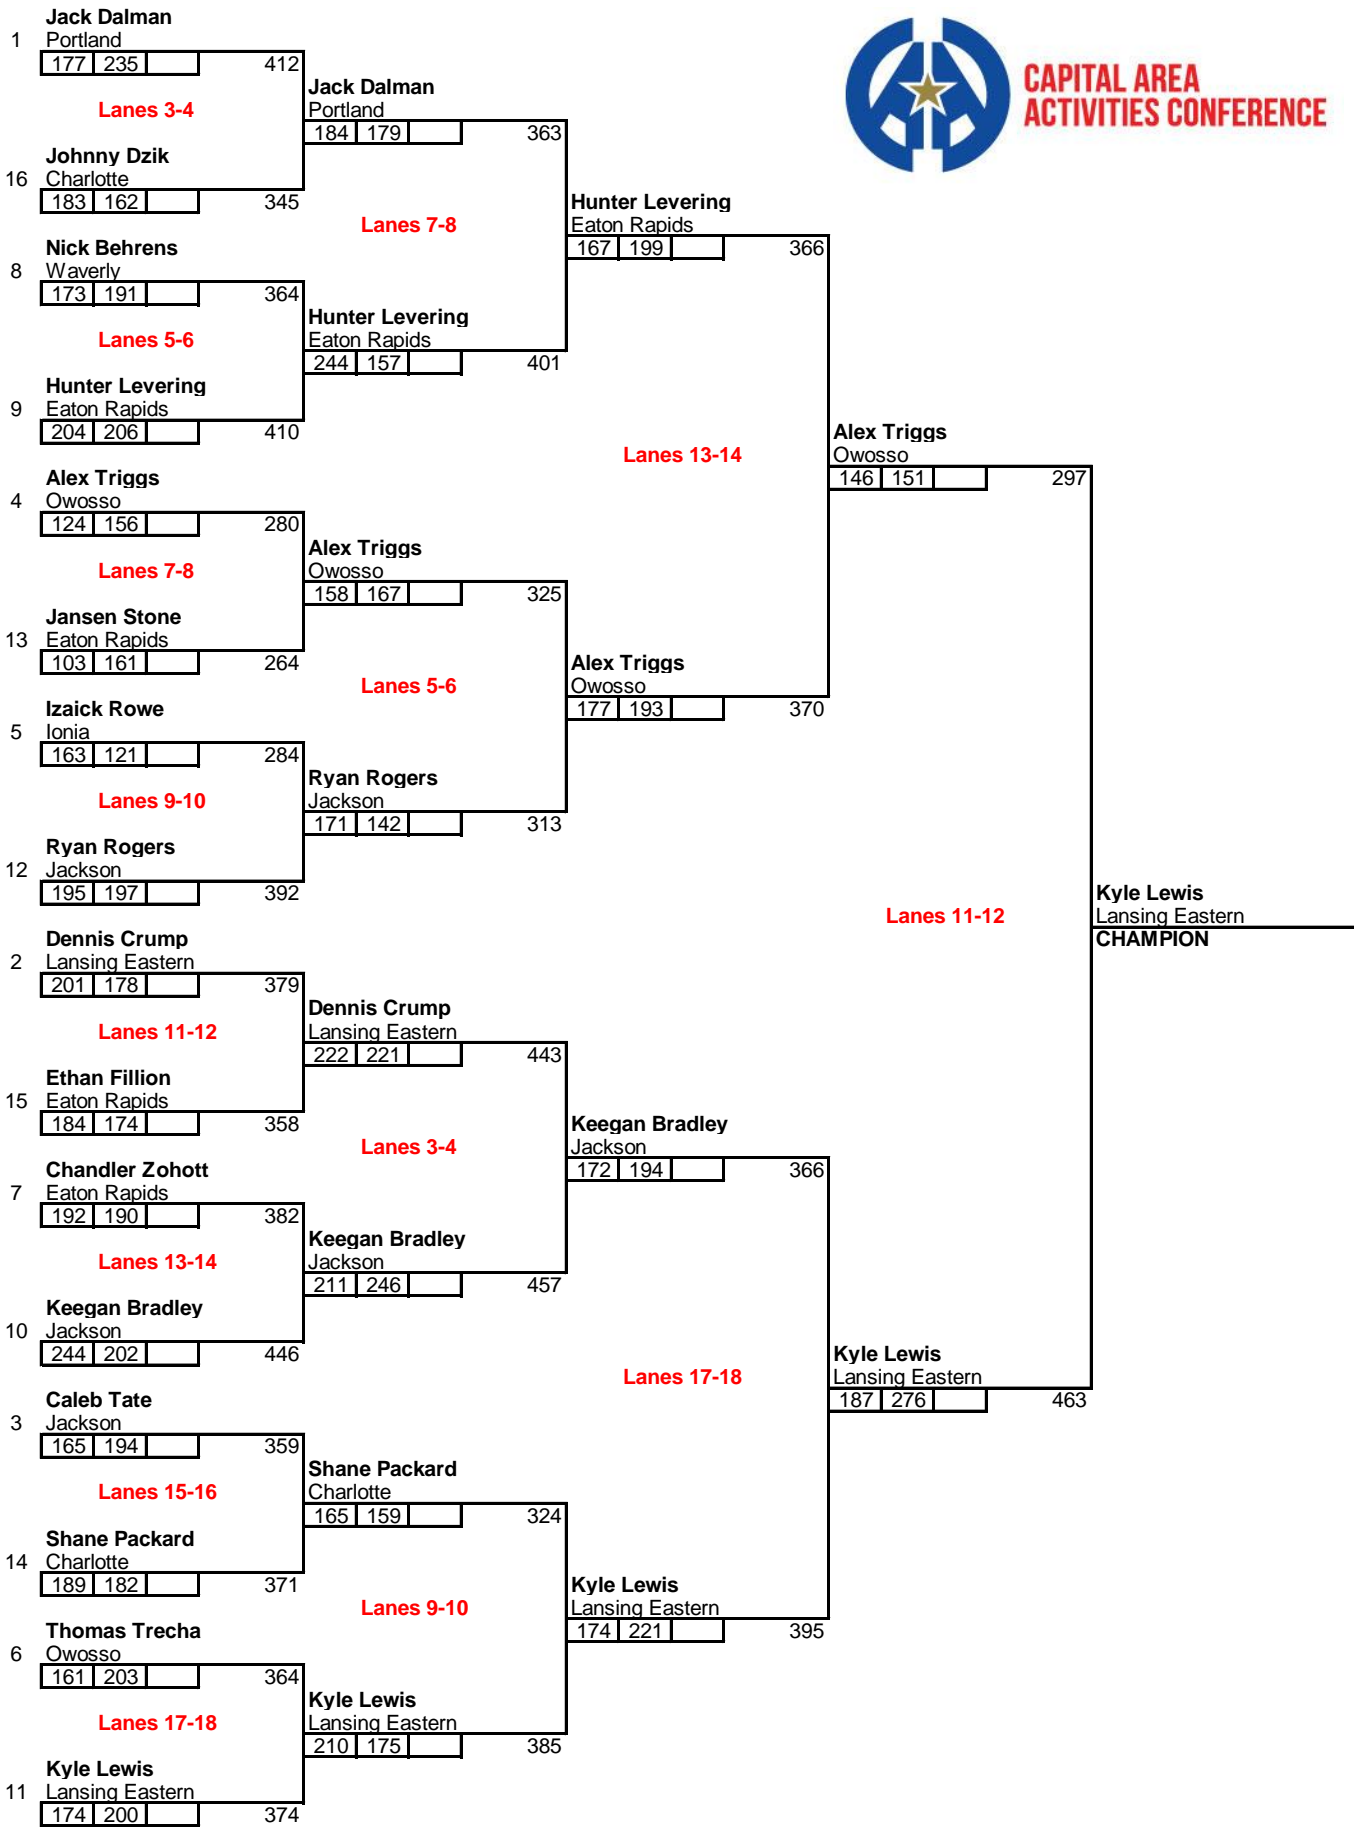 CAPITAL AREA
ACTIVITIES CONFERENCE
Jack Dalman
1 Portland
177 235 412
Lanes 3-4
Johnny Dzik
16 Charlotte
183 162 345
Nick Behrens
8 Waverly
173 191 364
Lanes 5-6
Hunter Levering
9 Eaton Rapids
204 206 410
Alex Triggs
4 Owosso
124 156 280
Lanes 7-8
Jansen Stone
13 Eaton Rapids
103 161 264
Izaick Rowe
5 Ionia
163 121 284
Lanes 9-10
Ryan Rogers
12 Jackson
195 197 392
Dennis Crump
2 Lansing Eastern
201 178 379
Lanes 11-12
Ethan Fillion
15 Eaton Rapids
184 174 358
Chandler Zohott
7 Eaton Rapids
192 190 382
Lanes 13-14
Keegan Bradley
10 Jackson
244 202 446
Caleb Tate
3 Jackson
165 194 359
Lanes 15-16
Shane Packard
14 Charlotte
189 182 371
Thomas Trecha
6 Owosso
161 203 364
Lanes 17-18
Kyle Lewis
11 Lansing Eastern
174 200 374
Jack Dalman
Portland
184 179 363
Lanes 7-8
Hunter Levering
Eaton Rapids
244 157 401
Alex Triggs
Owosso
158 167 325
Lanes 5-6
Ryan Rogers
Jackson
171 142 313
Dennis Crump
Lansing Eastern
222 221 443
Lanes 3-4
Keegan Bradley
Jackson
211 246 457
Shane Packard
Charlotte
165 159 324
Lanes 9-10
Kyle Lewis
Lansing Eastern
210 175 385
Hunter Levering
Eaton Rapids
167 199 366
Lanes 13-14
Alex Triggs
Owosso
177 193 370
Keegan Bradley
Jackson
172 194 366
Lanes 17-18
Kyle Lewis
Lansing Eastern
174 221 395
Alex Triggs
Owosso
146 151 297
Lanes 11-12
Kyle Lewis
Lansing Eastern
187 276 463
Kyle Lewis
Lansing Eastern
CHAMPION